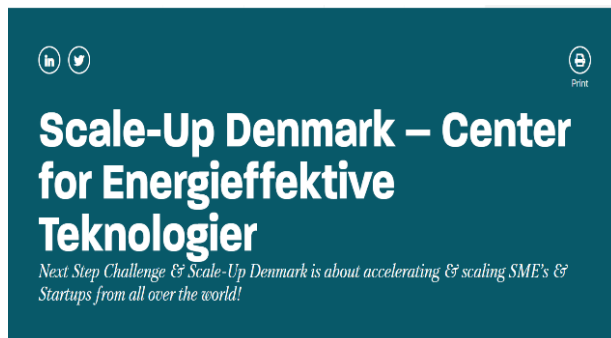 in
Print
Scale-Up Denmark – Center
for Energieffektive
Teknologier
Next Step Challenge & Scale-Up Denmark is about accelerating & scaling SME's &
Startups from all over the world!